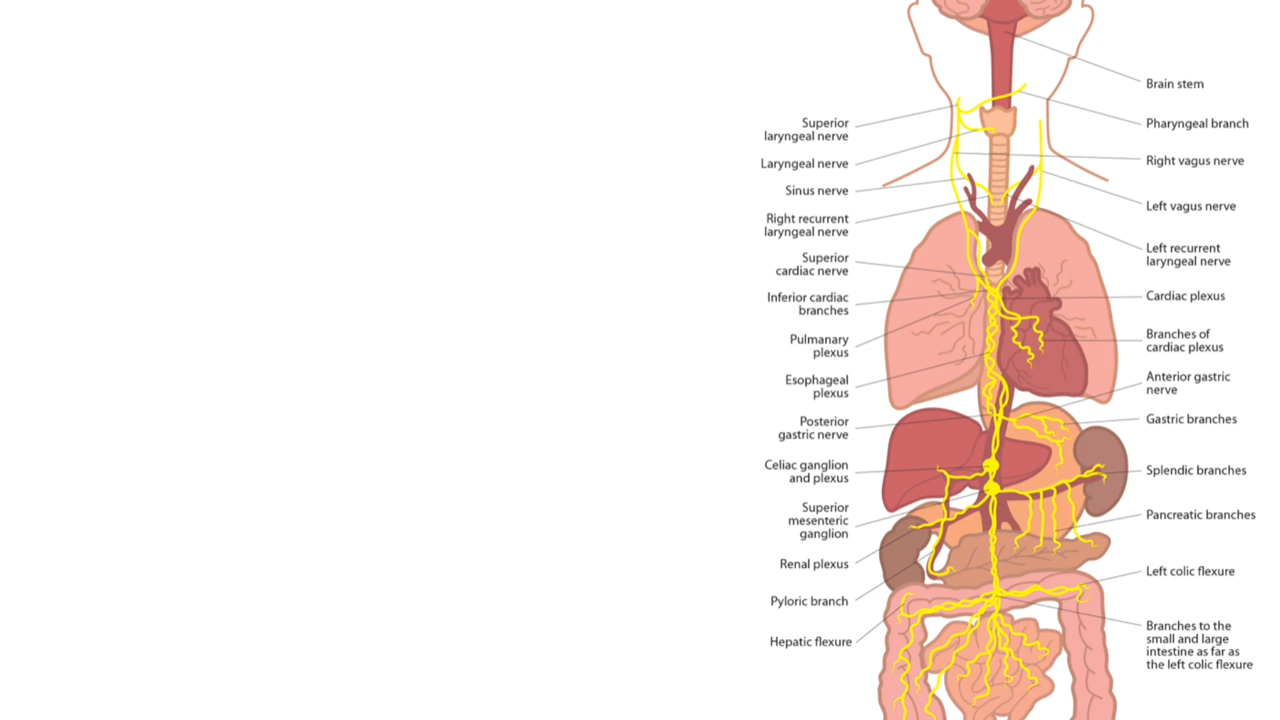 Superior
laryngeal nerve
Laryngeal nerve
Sinus nerve
Right recurrent
laryngeal nerve
Superior
cardiac nerve
Inferior cardiac
branches
Pulmanary
plexus
Esophageal
plexus
Posterior
gastric nerve
Celiac ganglion
and plexus
Superior
mesenteric
ganglion
Renal plexus
Pyloric branch
Hepatic flexure
Brain stem
Pharyngeal branch
Right vagus nerve
Left vagus nerve
Left recurrent
laryngeal nerve
Cardiac plexus
Branches of
cardiac plexus
Anterior gastric
nerve
Gastric branches
Splendic branches
Pancreatic branches
Left colic flexure
Branches to the
small and large
intestine as far as
the left colic flexure